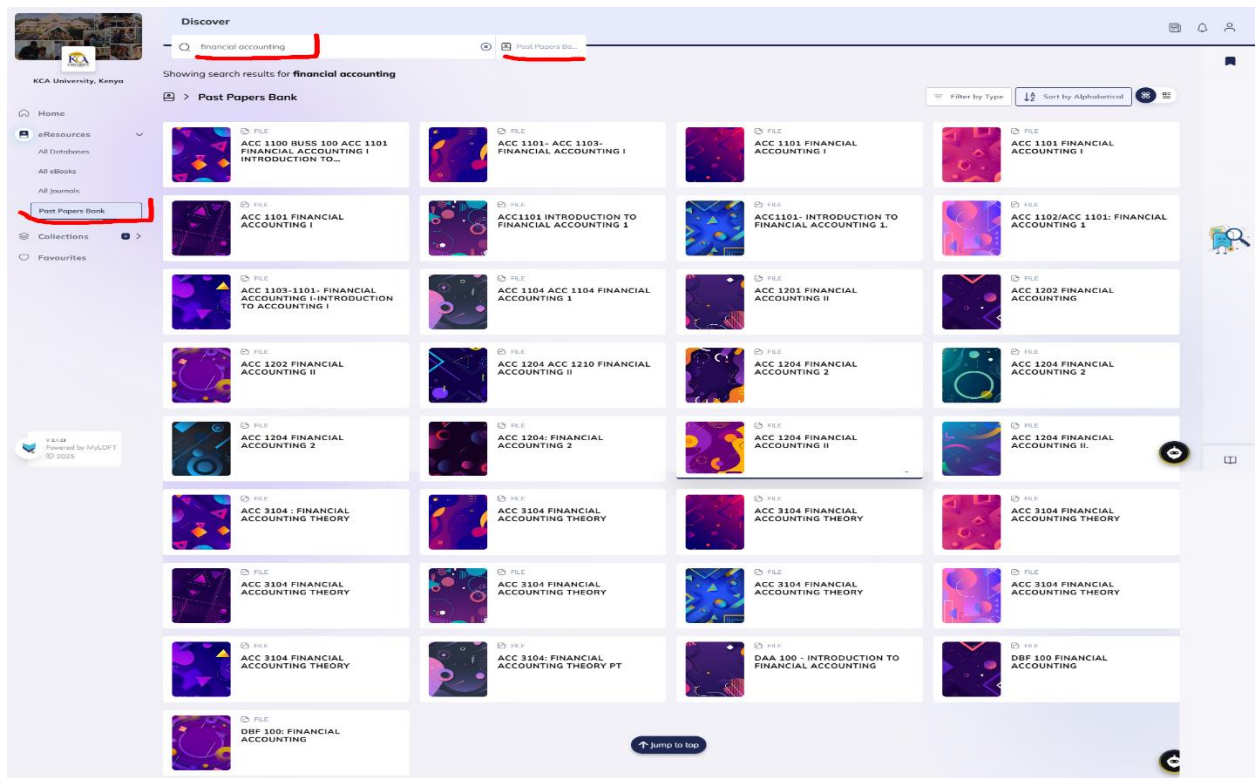 Discover
financial accounting
Past Papers Ba...
KCA
KCA University, Kenya
Showing search results for financial accounting
> Past Papers Bank
Filter by Type
Sort by Alphabetical
Home
eResources
All Databases
All eBooks
All Journals
Past Papers Bank
Collections
Favourites
FILE
ACC 1100 BUSS 100 ACC 1101
FINANCIAL ACCOUNTING I
INTRODUCTION TO...
FILE
ACC 1101- ACC 1103-
FINANCIAL ACCOUNTING I
FILE
ACC 1101 FINANCIAL
ACCOUNTING I
FILE
ACC 1101 FINANCIAL
ACCOUNTING I
FILE
ACC 1101 FINANCIAL
ACCOUNTING I
FILE
ACC1101 INTRODUCTION TO
FINANCIAL ACCOUNTING 1
FILE
ACC1101- INTRODUCTION TO
FINANCIAL ACCOUNTING 1.
FILE
ACC 1102/ACC 1101: FINANCIAL
ACCOUNTING 1
FILE
ACC 1103-1101- FINANCIAL
ACCOUNTING I-INTRODUCTION
TO ACCOUNTING I
FILE
ACC 1104 ACC 1104 FINANCIAL
ACCOUNTING 1
FILE
ACC 1201 FINANCIAL
ACCOUNTING II
FILE
ACC 1202 FINANCIAL
ACCOUNTING
FILE
ACC 1202 FINANCIAL
ACCOUNTING II
FILE
ACC 1204 ACC 1210 FINANCIAL
ACCOUNTING II
FILE
ACC 1204 FINANCIAL
ACCOUNTING 2
FILE
ACC 1204 FINANCIAL
ACCOUNTING 2
FILE
ACC 1204 FINANCIAL
ACCOUNTING 2
FILE
ACC 1204: FINANCIAL
ACCOUNTING 2
FILE
ACC 1204 FINANCIAL
ACCOUNTING II
FILE
ACC 1204 FINANCIAL
ACCOUNTING II.
V 3.1.28
Powered by MyLOFT
© 2025
FILE
ACC 3104 : FINANCIAL
ACCOUNTING THEORY
FILE
ACC 3104 FINANCIAL
ACCOUNTING THEORY
FILE
ACC 3104 FINANCIAL
ACCOUNTING THEORY
FILE
ACC 3104 FINANCIAL
ACCOUNTING THEORY
FILE
ACC 3104 FINANCIAL
ACCOUNTING THEORY
FILE
ACC 3104 FINANCIAL
ACCOUNTING THEORY
FILE
ACC 3104 FINANCIAL
ACCOUNTING THEORY
FILE
ACC 3104 FINANCIAL
ACCOUNTING THEORY
FILE
ACC 3104 FINANCIAL
ACCOUNTING THEORY
FILE
ACC 3104: FINANCIAL
ACCOUNTING THEORY PT
FILE
DAA 100 - INTRODUCTION TO
FINANCIAL ACCOUNTING
FILE
DBF 100 FINANCIAL
ACCOUNTING
FILE
DBF 100: FINANCIAL
ACCOUNTING
Jump to top